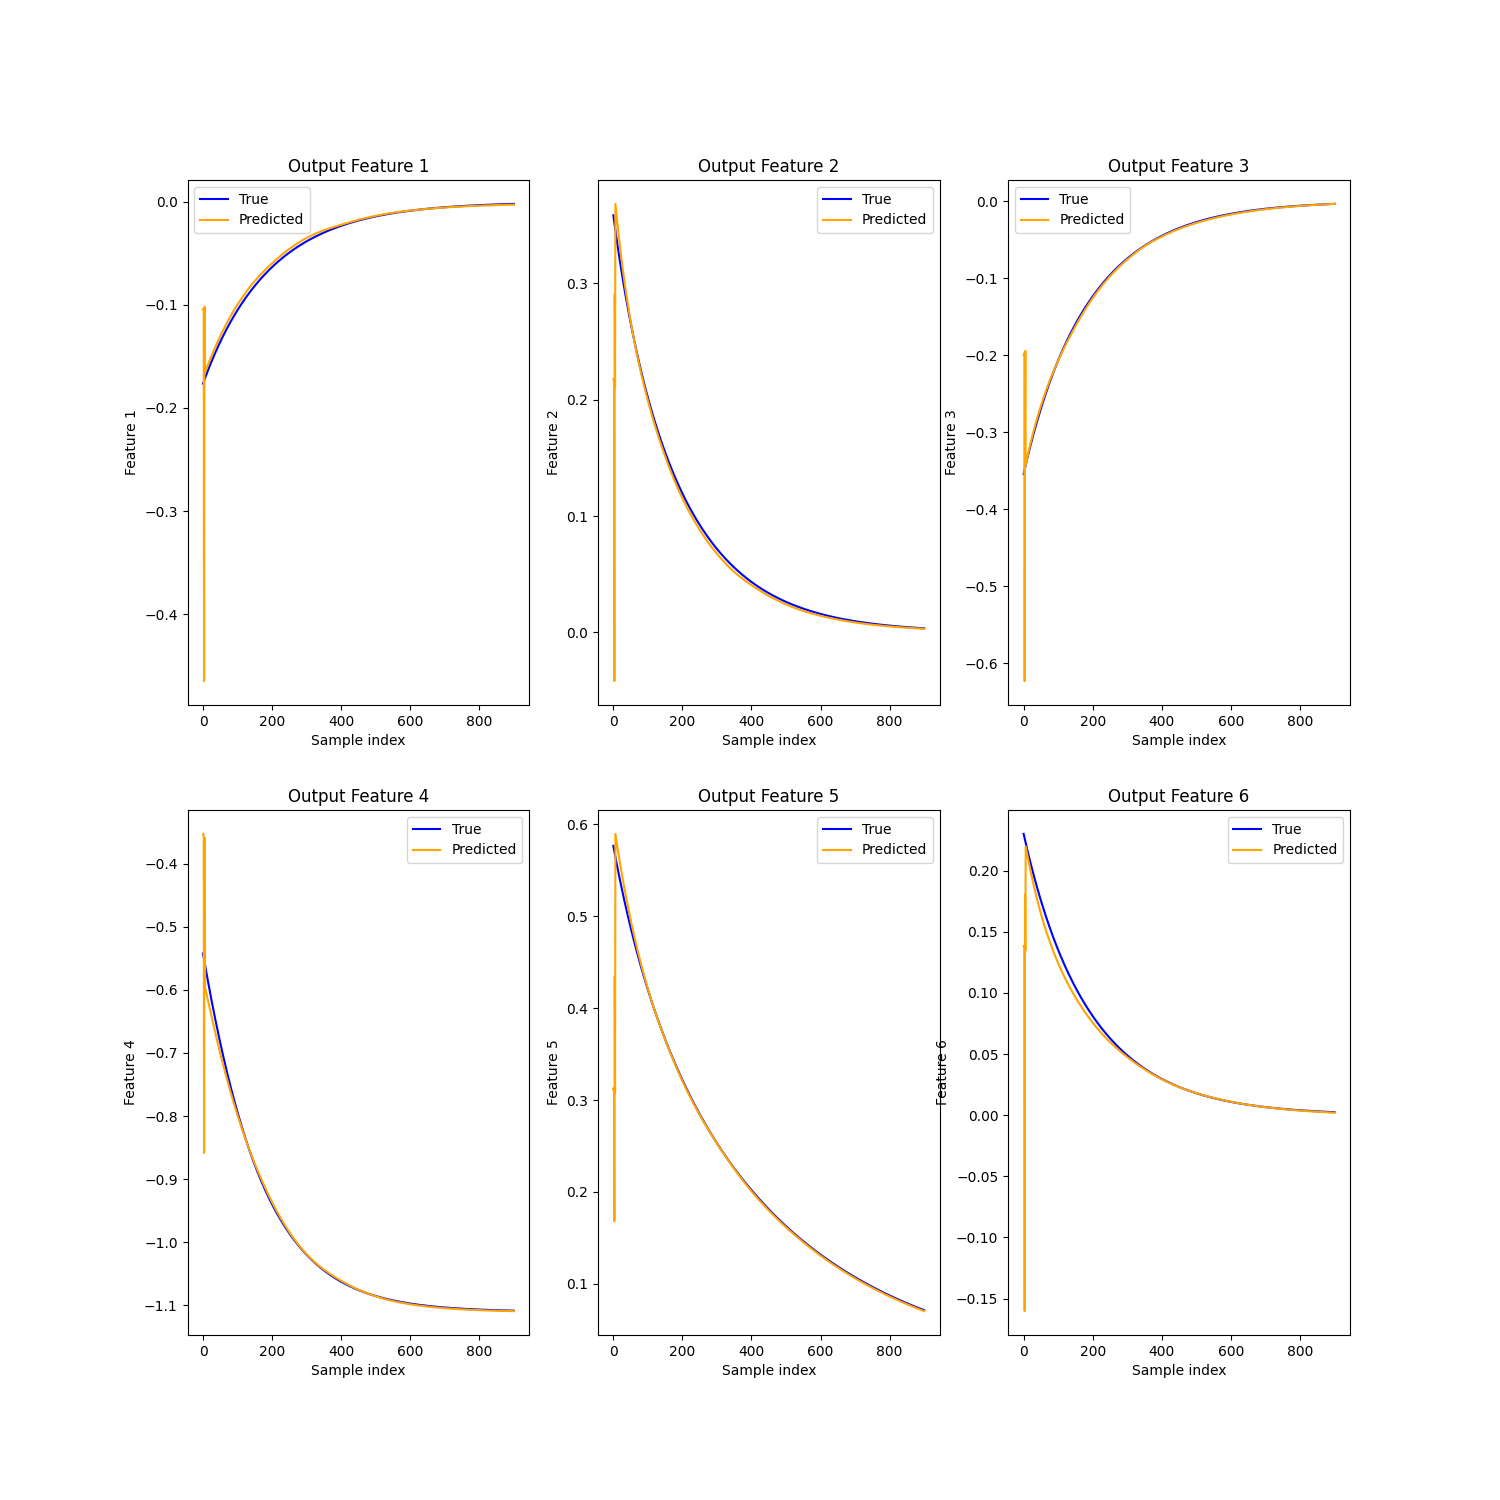 Output Feature 1
True
Predicted
0.0
−0.1
−0.2
−0.3
−0.4
Feature 1
0 200 400 600 800
Sample index
Output Feature 2
True
Predicted
0.3
0.2
0.1
0.0
Feature 2
0 200 400 600 800
Sample index
Output Feature 3
True
Predicted
0.0
−0.1
−0.2
−0.3
−0.4
−0.5
−0.6
Feature 3
0 200 400 600 800
Sample index
Output Feature 4
True
Predicted
−0.4
−0.5
−0.6
−0.7
−0.8
−0.9
−1.0
−1.1
Feature 4
0 200 400 600 800
Sample index
Output Feature 5
True
Predicted
0.6
0.5
0.4
0.3
0.2
0.1
Feature 5
0 200 400 600 800
Sample index
Output Feature 6
True
Predicted
0.20
0.15
0.10
0.05
0.00
−0.05
−0.10
−0.15
Feature 6
0 200 400 600 800
Sample index